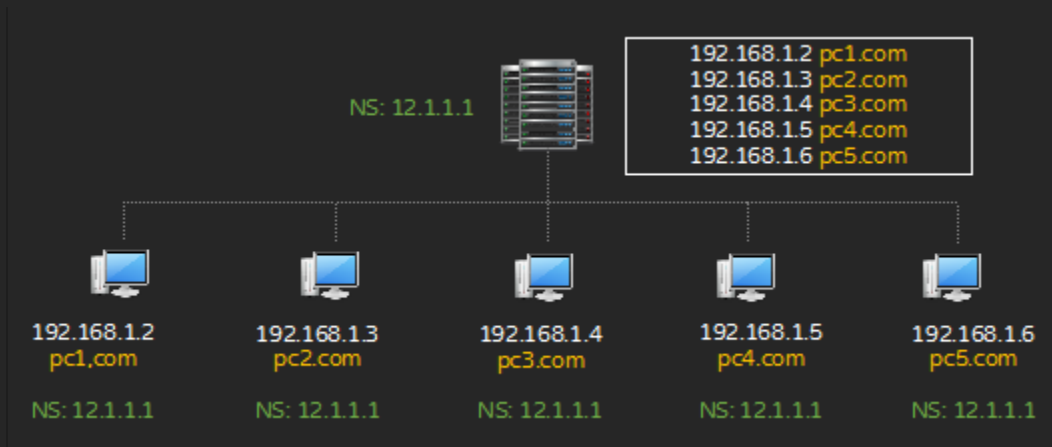 192.168.1.2 pc1.com
192.168.1.3 pc2.com
192.168.1.4 pc3.com
192.168.1.5 pc4.com
192.168.1.6 pc5.com
NS: 12.1.1.1
192.168.1.2
pc1,com
NS: 12.1.1.1
192.168.1.3
pc2.com
NS: 12.1.1.1
192.168.1.4
pc3.com
NS: 12.1.1.1
192.168.1.5
pc4.com
NS: 12.1.1.1
192.168.1.6
pc5.com
NS: 12.1.1.1